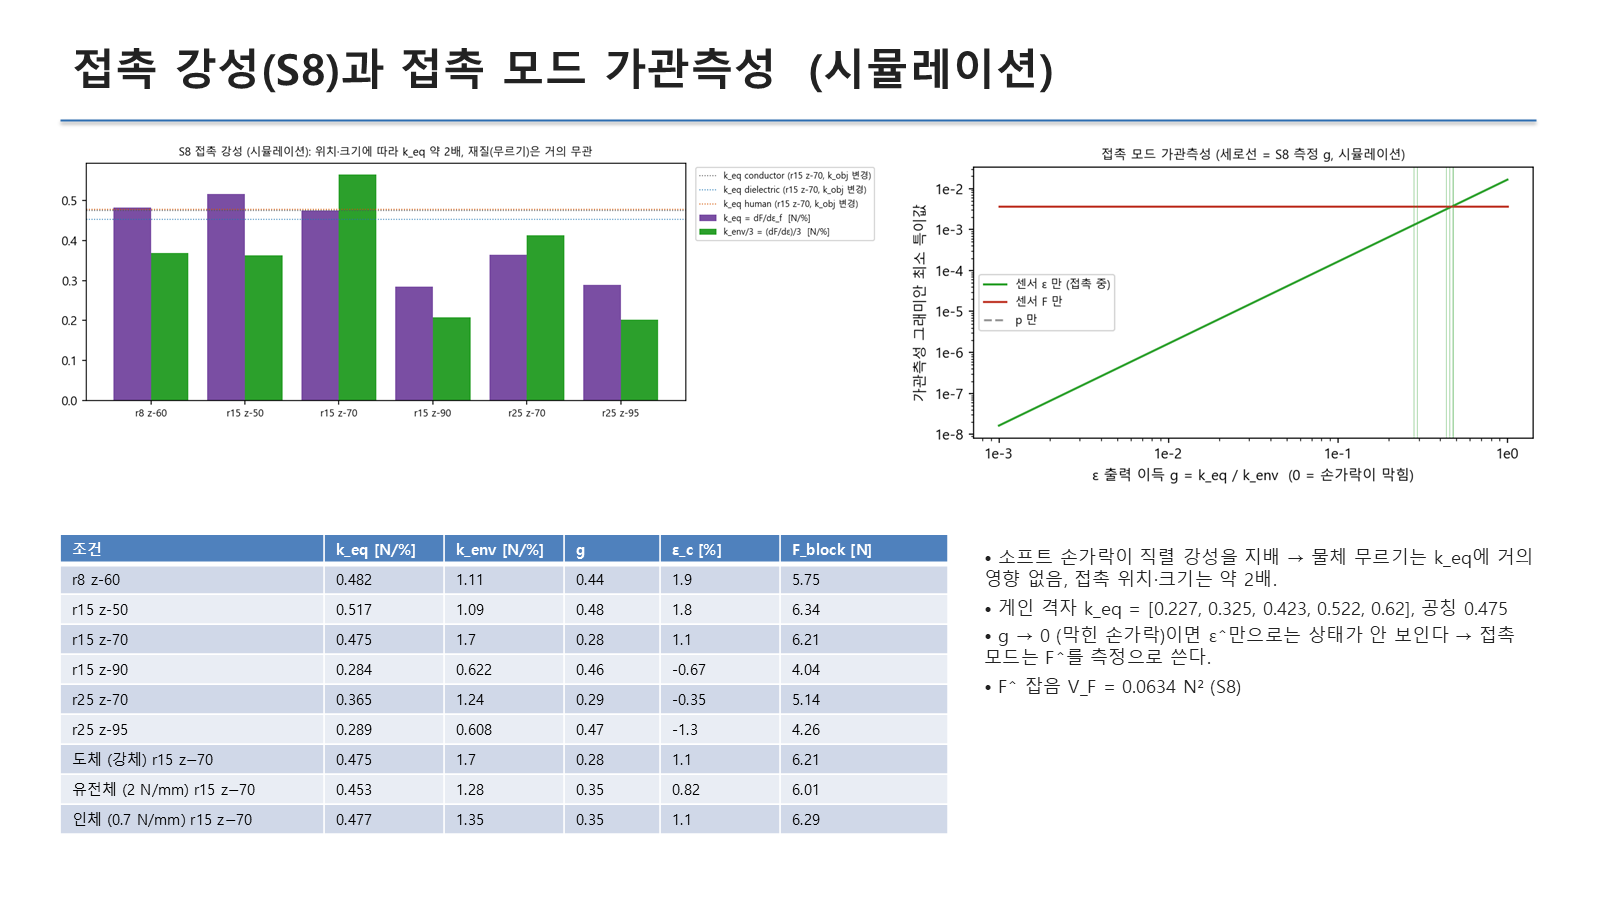 접촉 강성(S8)과 접촉 모드 가관측성 (시뮬레이션)
S8 접촉 강성 (시뮬레이션): 위치·크기에 따라 k_eq 약 2배, 재질(무르기)은 거의 무관
0.5
0.4
0.3
0.2
0.1
0.0
r8 z-60
r15 z-50
r15 z-70
r15 z-90
r25 z-70
r25 z-95
k_eq conductor (r15 z-70, k_obj 변경)
k_eq dielectric (r15 z-70, k_obj 변경)
k_eq human (r15 z-70, k_obj 변경)
k_eq = dF/dε_f [N/%]
k_env/3 = (dF/dε)/3 [N/%]
접촉 모드 가관측성 (세로선 = S8 측정 g, 시뮬레이션)
가관측성 그래미안 최소 특이값
1e-2
1e-3
1e-4
1e-5
1e-6
1e-7
1e-8
센서 ε 만 (접촉 중)
센서 F 만
p 만
1e-3
1e-2
1e-1
1e0
ε 출력 이득 g = k_eq / k_env (0 = 손가락이 막힘)
조건 k_eq [N/%] k_env [N/%] g ε_c [%] F_block [N]
r8 z-60 0.482 1.11 0.44 1.9 5.75
r15 z-50 0.517 1.09 0.48 1.8 6.34
r15 z-70 0.475 1.7 0.28 1.1 6.21
r15 z-90 0.284 0.622 0.46 -0.67 4.04
r25 z-70 0.365 1.24 0.29 -0.35 5.14
r25 z-95 0.289 0.608 0.47 -1.3 4.26
도체 (강체) r15 z−70 0.475 1.7 0.28 1.1 6.21
유전체 (2 N/mm) r15 z−70 0.453 1.28 0.35 0.82 6.01
인체 (0.7 N/mm) r15 z−70 0.477 1.35 0.35 1.1 6.29
• 소프트 손가락이 직렬 강성을 지배 → 물체 무르기는 k_eq에 거의
영향 없음, 접촉 위치·크기는 약 2배.
• 게인 격자 k_eq = [0.227, 0.325, 0.423, 0.522, 0.62], 공칭 0.475
• g → 0 (막힌 손가락)이면 ε̂만으로는 상태가 안 보인다 → 접촉
모드는 F̂를 측정으로 쓴다.
• F̂ 잡음 V_F = 0.0634 N² (S8)